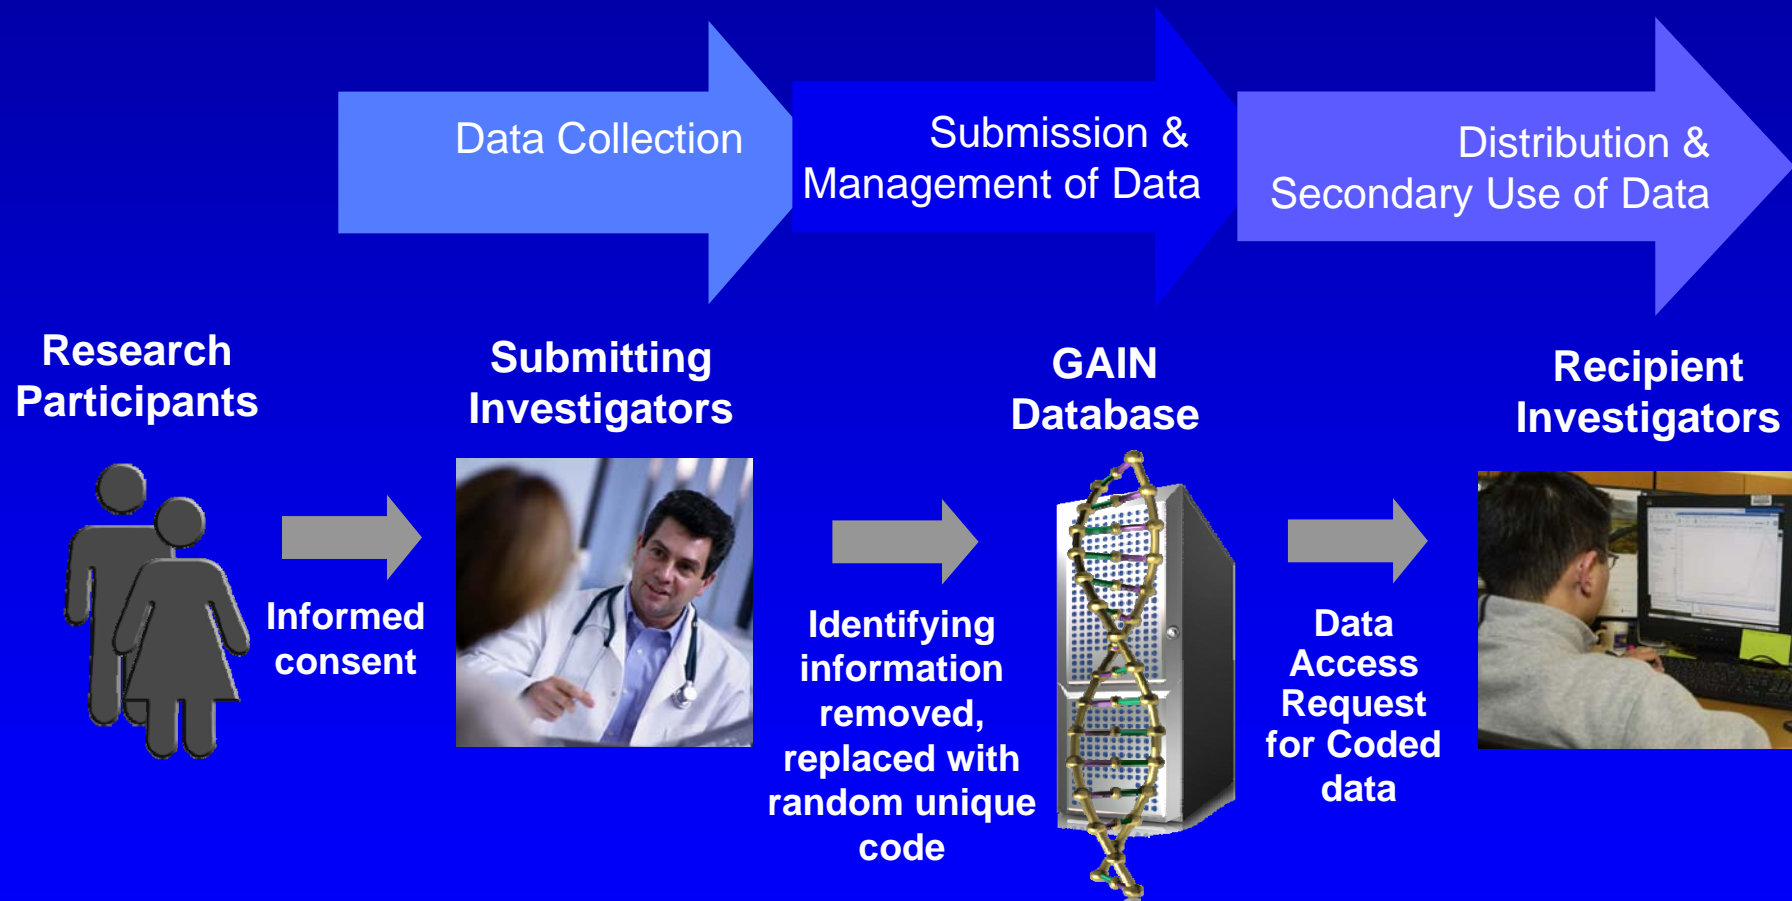 Data Collection
Submission &
Management of Data
Distribution &
Secondary Use of Data
Research
Participants
Submitting
Investigators
GAIN
Database
Recipient
Investigators
Informed
consent
Identifying
information
removed,
replaced with
random unique
code
Data
Access
Request
for Coded
data